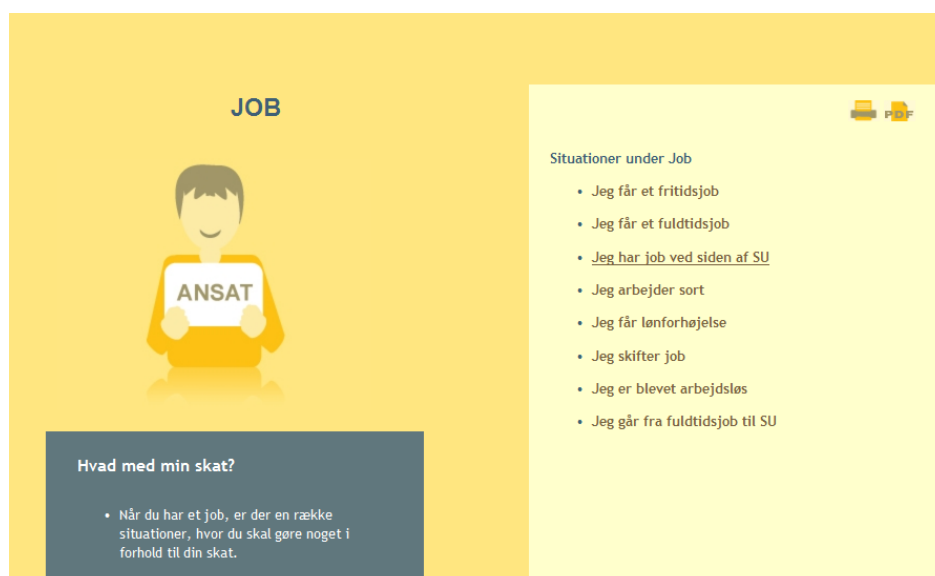 JOB
ANSAT
Hvad med min skat?
• Når du har et job, er der en række
situationer, hvor du skal gøre noget i
forhold til din skat.
PDF
Situationer under Job
• Jeg får et fritidsjob
• Jeg får et fuldtidsjob
• Jeg har job ved siden af SU
• Jeg arbejder sort
• Jeg får lønforhøjelse
• Jeg skifter job
• Jeg er blevet arbejdsløs
• Jeg går fra fuldtidsjob til SU